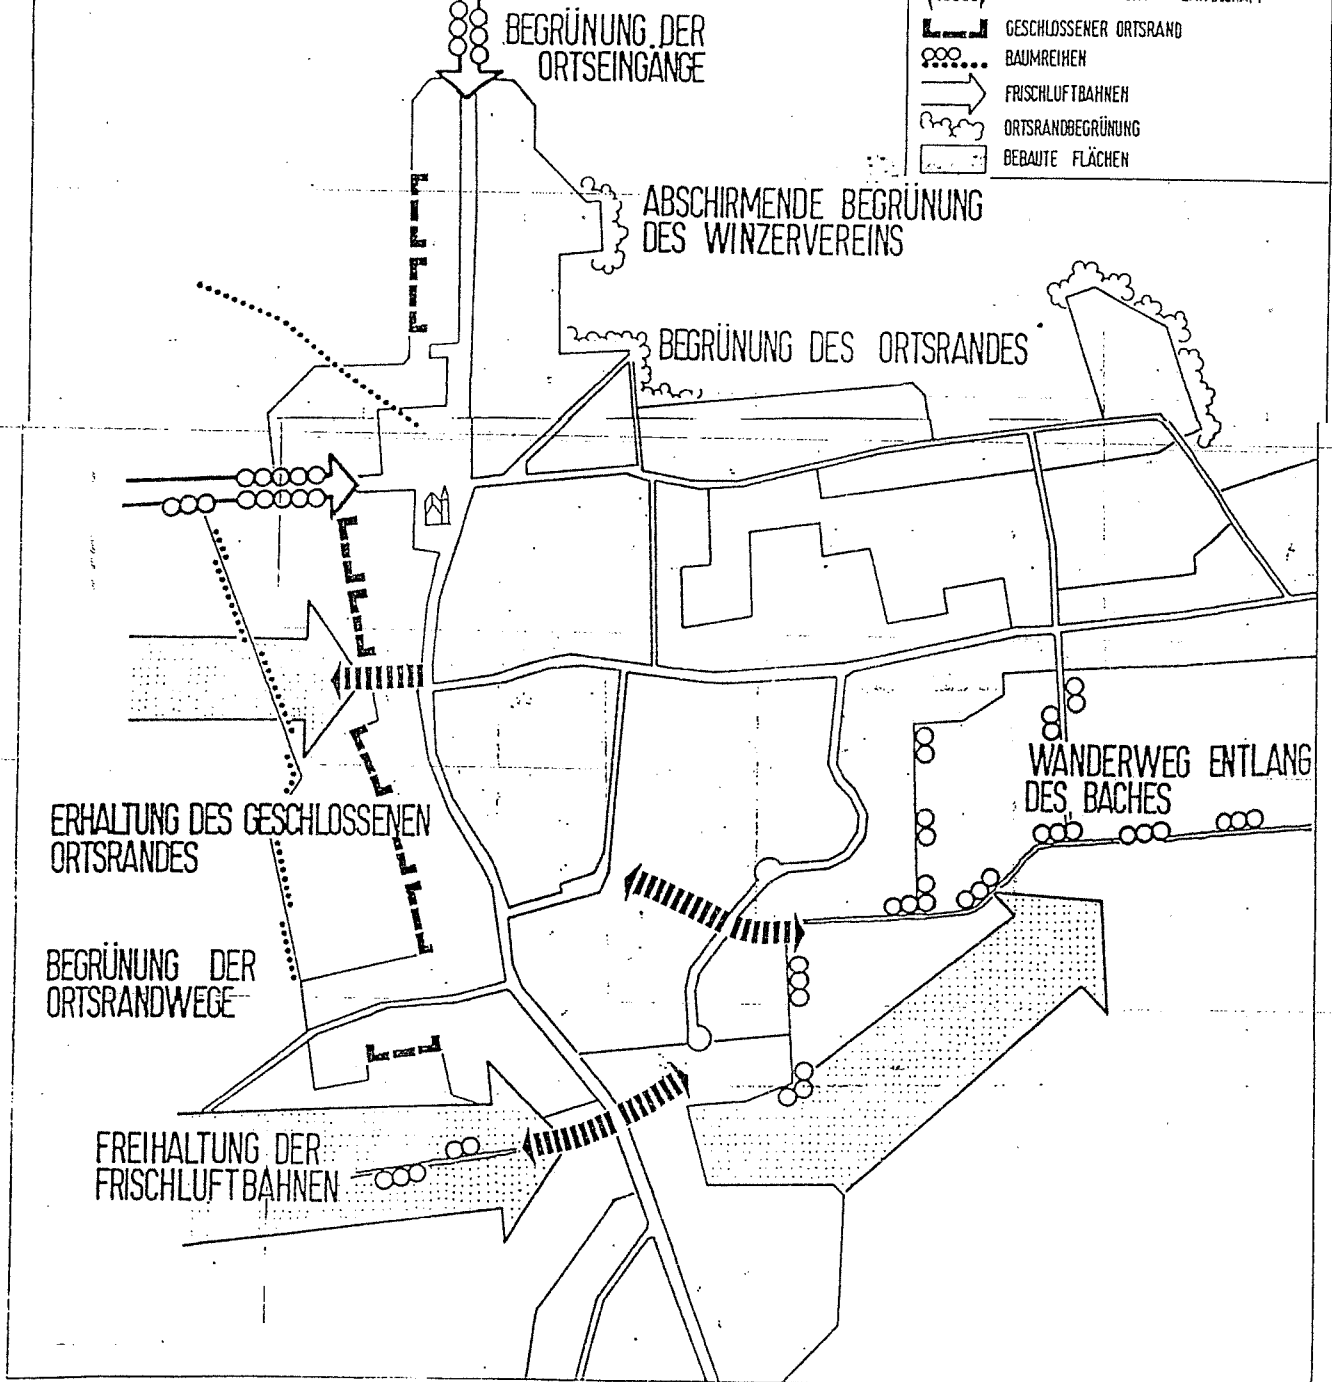 BEGRÜNUNG DER
ORTSEINGÄNGE
GESCHLOSSENER ORTSRAND
BAUMREIHEN
FRISCHLUFTBAHNEN
ORTSRANDBEGRÜNUNG
BEBAUTE FLÄCHEN
ABSCHIRMENDE BEGRÜNUNG
DES WINZERVEREINS
BEGRÜNUNG DES ORTSRANDES
WANDERWEG ENTLANG
DES BACHES
ERHALTUNG DES GESCHLOSSENEN
ORTSRANDES
BEGRÜNUNG DER
ORTSRANDWEGE
FREIHALTUNG DER
FRISCHLUFTBAHNEN